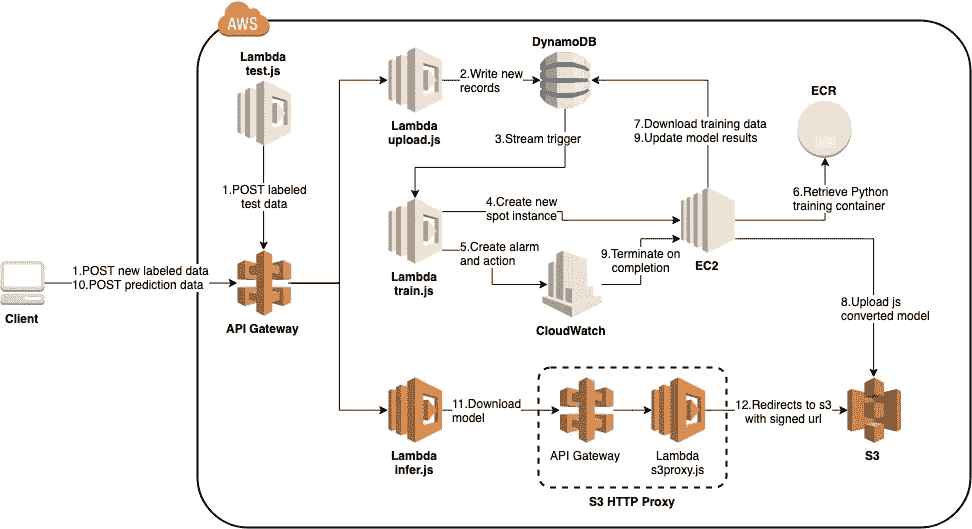 AWS
Lambda
test.js
1.POST labeled
test data
Lambda
upload.js
2.Write new
records
DynamoDB
3.Stream trigger
7.Download training data
9.Update model results
ECR
6.Retrieve Python
training container
4.Create new
spot instance
5.Create alarm
and action
Lambda
train.js
9.Terminate on
completion
EC2
CloudWatch
1.POST new labeled data
10.POST prediction data
Client
API Gateway
8.Upload js
converted model
11.Download
model
Lambda
infer.js
API Gateway
Lambda
s3proxy.js
S3 HTTP Proxy
12.Redirects to s3
with signed url
S3